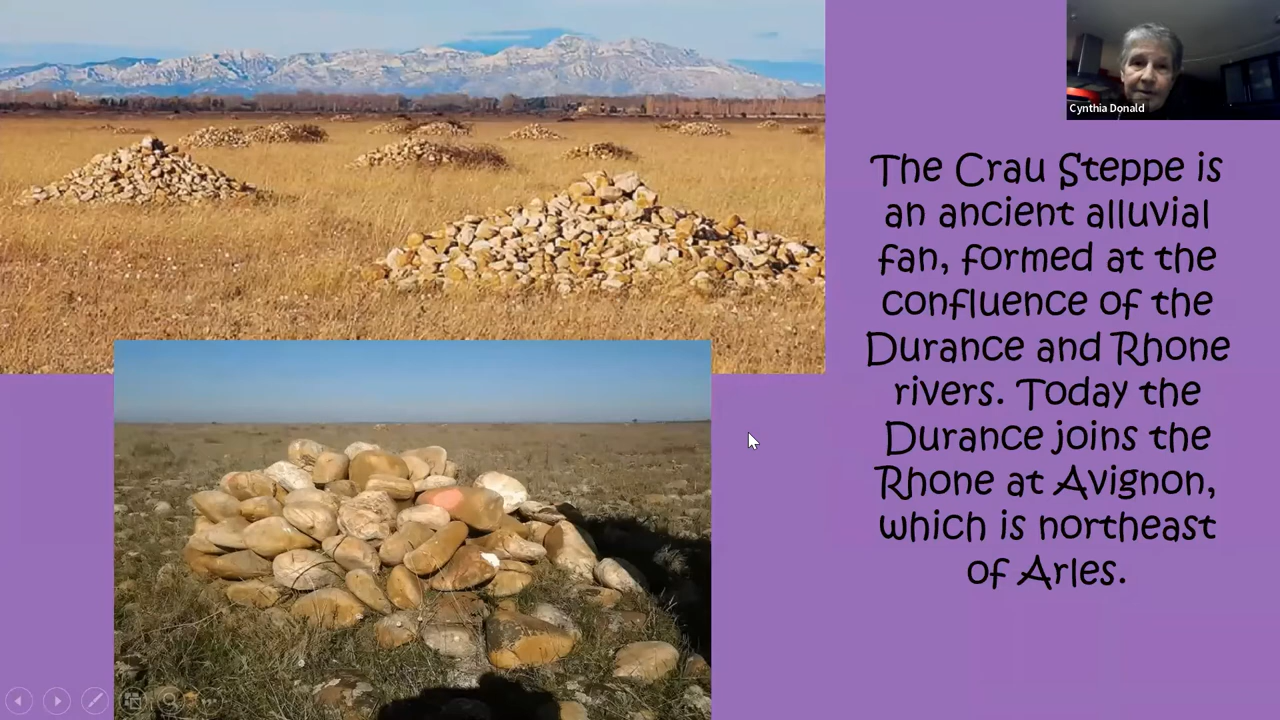 Cynthia Donald
The Crau Steppe is
an ancient alluvial
fan, formed at the
confluence of the
Durance and Rhone
rivers. Today the
Durance joins the
Rhone at Avignon,
which is northeast
of Arles.